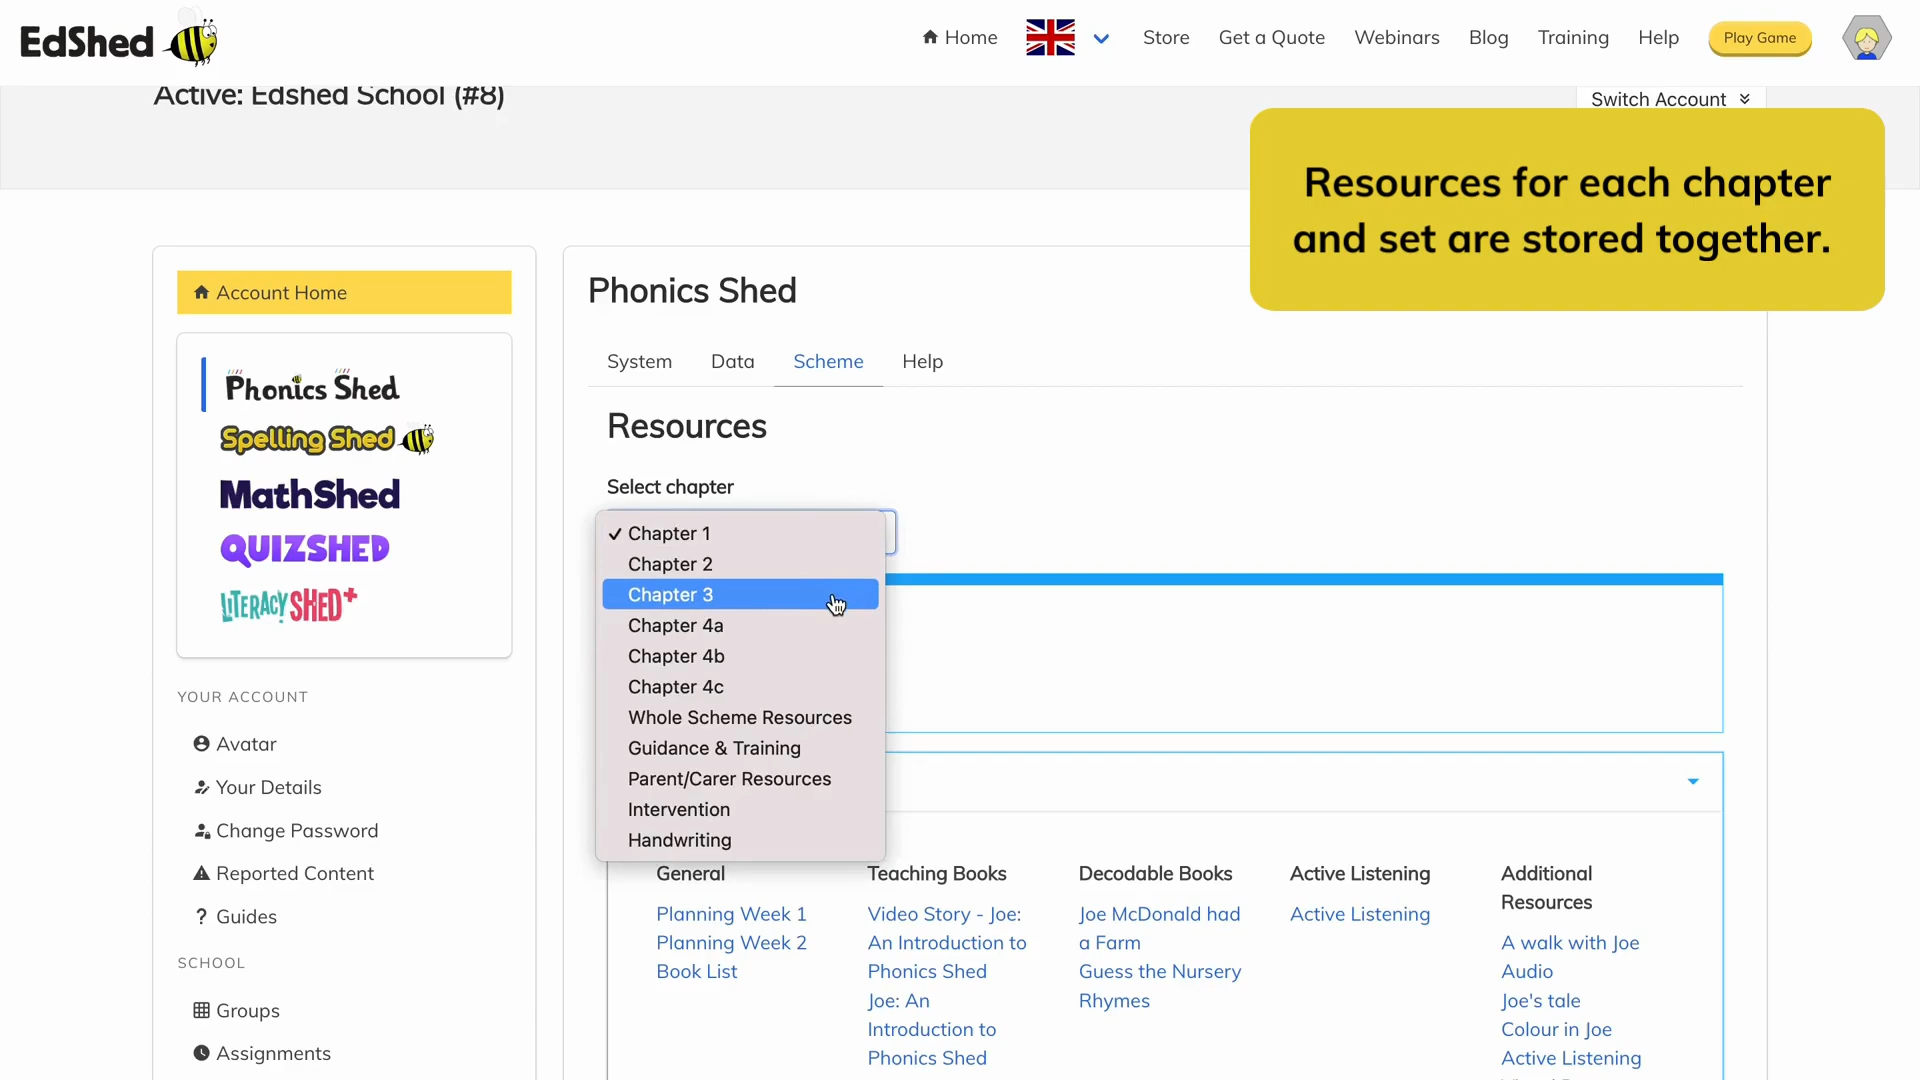 EdShed
Home
Store
Get a Quote
Webinars
Blog
Training
Help
Play Game
Active: Edshed School (#8)
Switch Account
Resources for each chapter
and set are stored together.
Account Home
Phonics Shed
Spelling Shed
MathShed
QUIZSHED
LITERACY SHED+
YOUR ACCOUNT
Avatar
Your Details
Change Password
Reported Content
? Guides
SCHOOL
Groups
Assignments
Phonics Shed
System
Data
Scheme
Help
Resources
Select chapter
✓ Chapter 1
Chapter 2
Chapter 3
Chapter 4a
Chapter 4b
Chapter 4c
Whole Scheme Resources
Guidance & Training
Parent/Carer Resources
Intervention
Handwriting
General
Planning Week 1
Planning Week 2
Book List
Teaching Books
Video Story - Joe:
An Introduction to
Phonics Shed
Joe: An
Introduction to
Phonics Shed
Decodable Books
Joe McDonald had
a Farm
Guess the Nursery
Rhymes
Active Listening
Active Listening
Additional
Resources
A walk with Joe
Audio
Joe's tale
Colour in Joe
Active Listening